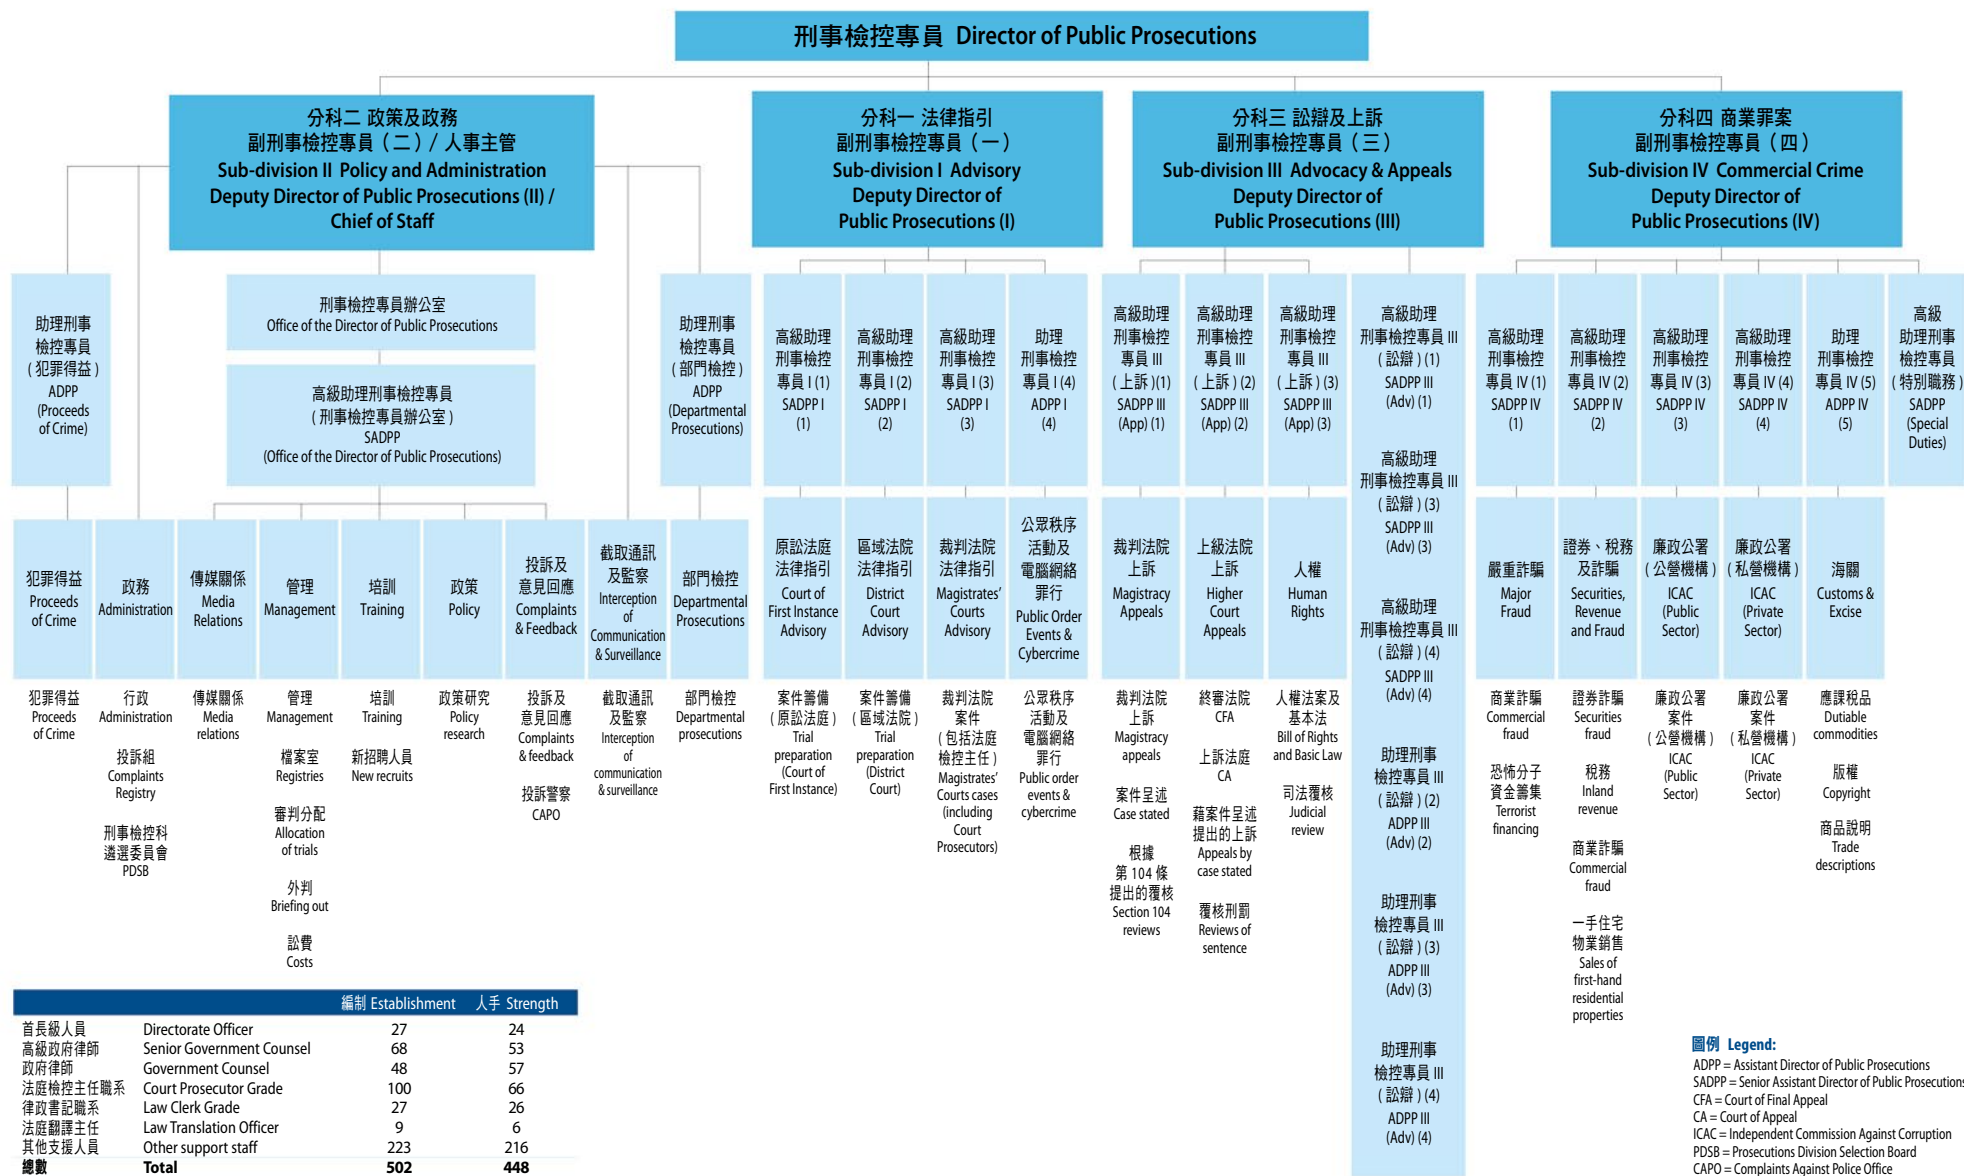 刑事檢控專員 Director of Public Prosecutions
分科二 政策及政務
副刑事檢控專員（二）/ 人事主管
Sub-division II Policy and Administration
Deputy Director of Public Prosecutions (II) /
Chief of Staff
分科一 法律指引
副刑事檢控專員（一）
Sub-division I Advisory
Deputy Director of
Public Prosecutions (I)
分科三 訟辯及上訴
副刑事檢控專員（三）
Sub-division III Advocacy & Appeals
Deputy Director of
Public Prosecutions (III)
分科四 商業罪案
副刑事檢控專員（四）
Sub-division IV Commercial Crime
Deputy Director of
Public Prosecutions (IV)
助理刑事
檢控專員
( 犯罪得益 )
ADPP
(Proceeds
of Crime)
刑事檢控專員辦公室
Office of the Director of Public Prosecutions
高級助理刑事檢控專員
( 刑事檢控專員辦公室 )
SADPP
(Office of the Director of Public Prosecutions)
助理刑事
檢控專員
( 部門檢控 )
ADPP
(Departmental
Prosecutions)
高級助理
刑事檢控
專員 I (1)
SADPP I
(1)
高級助理
刑事檢控
專員 I (2)
SADPP I
(2)
高級助理
刑事檢控
專員 I (3)
SADPP I
(3)
助理
刑事檢控
專員 I (4)
ADPP I
(4)
高級助理
刑事檢控
專員 III
( 上訴 )(1)
SADPP III
(App) (1)
高級助理
刑事檢控
專員 III
( 上訴 ) (2)
SADPP III
(App) (2)
高級助理
刑事檢控
專員 III
( 上訴 ) (3)
SADPP III
(App) (3)
高級助理
刑事檢控專員 III
( 訟辯 ) (1)
SADPP III
(Adv) (1)
高級助理
刑事檢控專員 III
( 訟辯 ) (3)
SADPP III
(Adv) (3)
高級助理
刑事檢控專員 III
( 訟辯 ) (4)
SADPP III
(Adv) (4)
助理刑事
檢控專員 III
( 訟辯 ) (2)
ADPP III
(Adv) (2)
助理刑事
檢控專員 III
( 訟辯 ) (3)
ADPP III
(Adv) (3)
助理刑事
檢控專員 III
( 訟辯 ) (4)
ADPP III
(Adv) (4)
高級助理
刑事檢控
專員 IV (1)
SADPP IV
(1)
高級助理
刑事檢控
專員 IV (2)
SADPP IV
(2)
高級助理
刑事檢控
專員 IV (3)
SADPP IV
(3)
高級助理
刑事檢控
專員 IV (4)
SADPP IV
(4)
助理
刑事檢控
專員 IV (5)
ADPP IV
(5)
高級
助理刑事
檢控專員
( 特別職務 )
SADPP
(Special
Duties)
犯罪得益
Proceeds
of Crime
政務
Administration
傳媒關係
Media
Relations
管理
Management
培訓
Training
政策
Policy
投訴及
意見回應
Complaints
& Feedback
截取通訊
及監察
Interception
of
Communication
& Surveillance
部門檢控
Departmental
Prosecutions
原訟法庭
法律指引
Court of
First Instance
Advisory
區域法院
法律指引
District
Court
Advisory
裁判法院
法律指引
Magistrates'
Courts
Advisory
公眾秩序
活動及
電腦網絡
罪行
Public Order
Events &
Cybercrime
裁判法院
上訴
Magistracy
Appeals
上級法院
上訴
Higher
Court
Appeals
人權
Human
Rights
嚴重詐騙
Major
Fraud
證券、稅務
及詐騙
Securities,
Revenue
and Fraud
廉政公署
( 公營機構 )
ICAC
(Public
Sector)
廉政公署
( 私營機構 )
ICAC
(Private
Sector)
海關
Customs &
Excise
犯罪得益
Proceeds
of Crime
行政
Administration
投訴組
Complaints
Registry
刑事檢控科
遴選委員會
PDSB
傳媒關係
Media
relations
管理
Management
檔案室
Registries
審判分配
Allocation
of trials
外判
Briefing out
訟費
Costs
培訓
Training
新招聘人員
New recruits
政策研究
Policy
research
投訴及
意見回應
Complaints
& feedback
投訴警察
CAPO
截取通訊
及監察
Interception
of
communication
& surveillance
部門檢控
Departmental
prosecutions
案件籌備
( 原訟法庭 )
Trial
preparation
(Court of
First Instance)
案件籌備
( 區域法院 )
Trial
preparation
(District
Court)
裁判法院
案件
( 包括法庭
檢控主任 )
Magistrates'
Courts cases
(including
Court
Prosecutors)
公眾秩序
活動及
電腦網絡
罪行
Public order
events &
cybercrime
裁判法院
上訴
Magistracy
appeals
案件呈述
Case stated
根據
第 104 條
提出的覆核
Section 104
reviews
終審法院
CFA
上訴法庭
CA
藉案件呈述
提出的上訴
Appeals by
case stated
覆核刑罰
Reviews of
sentence
人權法案及
基本法
Bill of Rights
and Basic Law
司法覆核
Judicial
review
商業詐騙
Commercial
fraud
恐怖分子
資金籌集
Terrorist
financing
證券詐騙
Securities
fraud
稅務
Inland
revenue
商業詐騙
Commercial
fraud
一手住宅
物業銷售
Sales of
first-hand
residential
properties
廉政公署
案件
( 公營機構 )
ICAC
(Public
Sector)
廉政公署
案件
( 私營機構 )
ICAC
(Private
Sector)
應課稅品
Dutiable
commodities
版權
Copyright
商品說明
Trade
descriptions
編制 Establishment 人手 Strength
首長級人員 Directorate Officer 27 24
高級政府律師 Senior Government Counsel 68 53
政府律師 Government Counsel 48 57
法庭檢控主任職系 Court Prosecutor Grade 100 66
律政書記職系 Law Clerk Grade 27 26
法庭翻譯主任 Law Translation Officer 9 6
其他支援人員 Other support staff 223 216
總數 Total 502 448
圖例 Legend:
ADPP = Assistant Director of Public Prosecutions
SADPP = Senior Assistant Director of Public Prosecutions
CFA = Court of Final Appeal
CA = Court of Appeal
ICAC = Independent Commission Against Corruption
PDSB = Prosecutions Division Selection Board
CAPO = Complaints Against Police Office